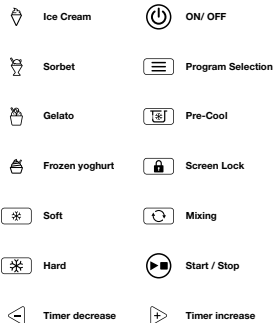 Ice Cream
ON/ OFF
Sorbet
Program Selection
Gelato
Pre-Cool
Frozen yoghurt
Screen Lock
Soft
Mixing
Hard
Start / Stop
Timer decrease
Timer increase